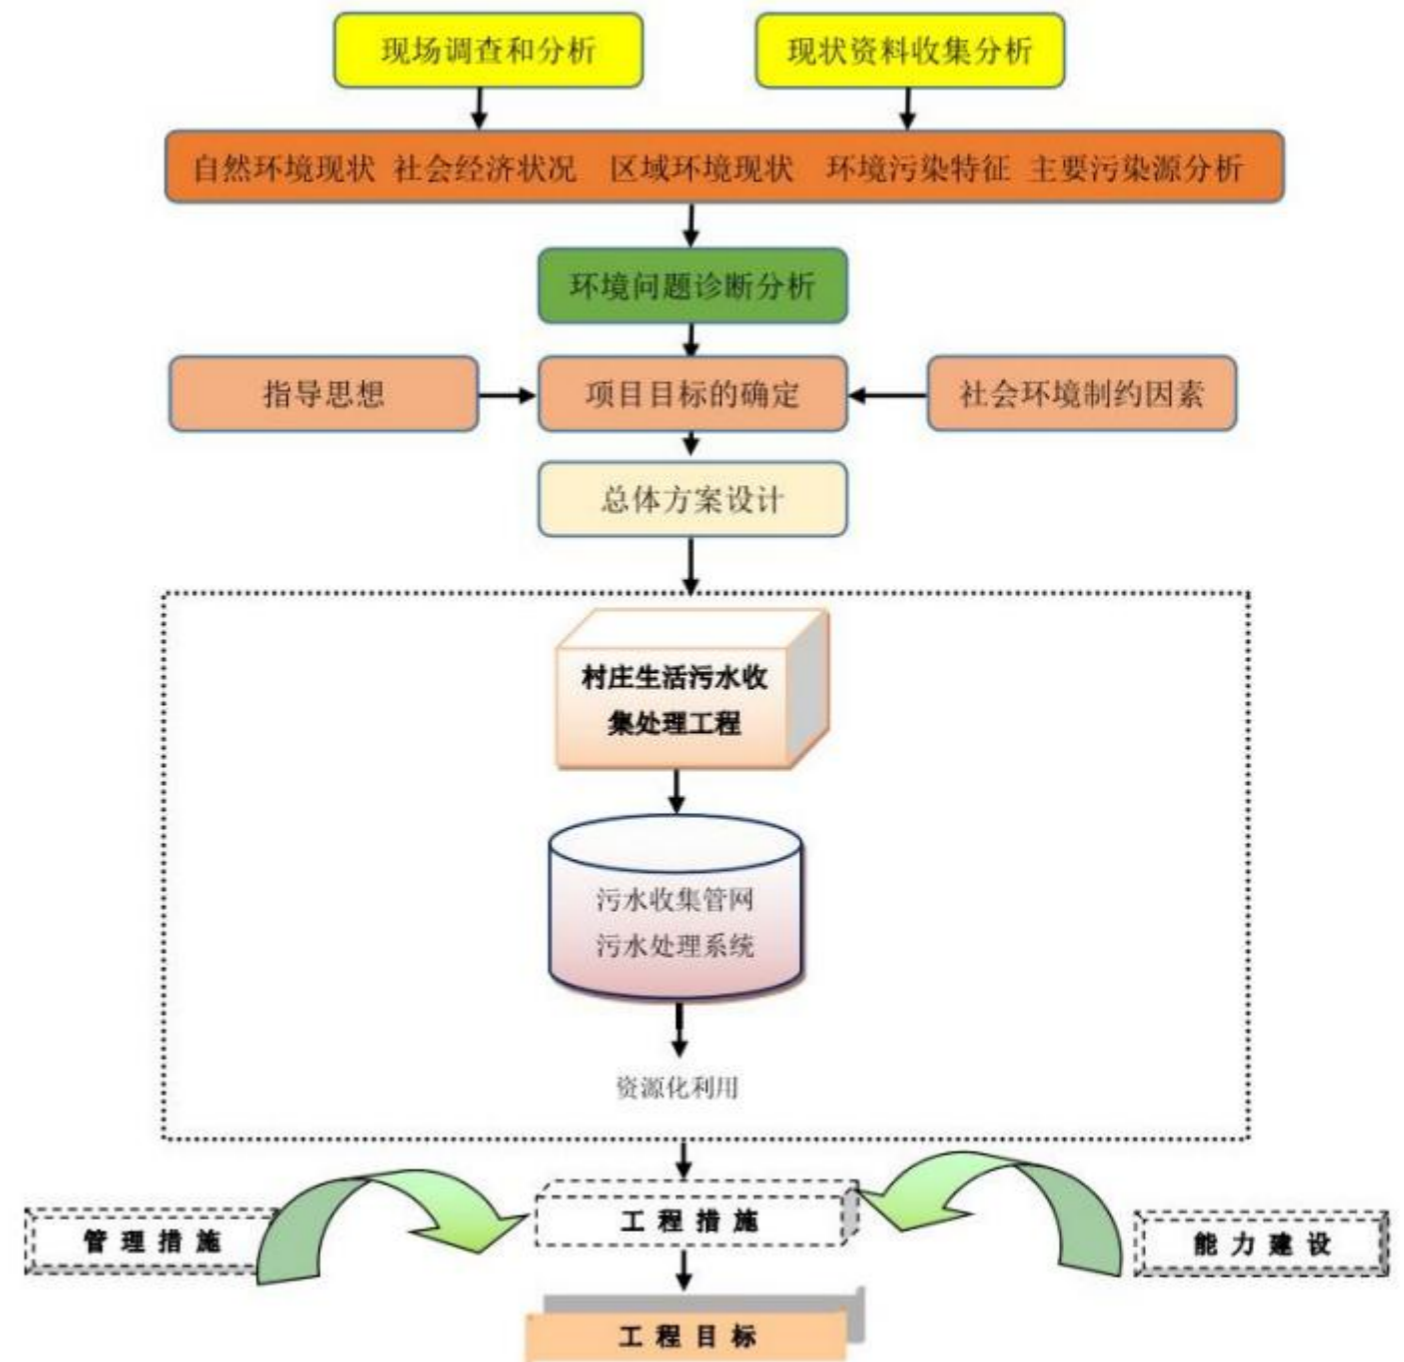 现场调查和分析
现状资料收集分析
自然环境现状 社会经济状况 区域环境现状 环境污染特征 主要污染源分析
环境问题诊断分析
指导思想
项目目标的确定
社会环境制约因素
总体方案设计
村庄生活污水收
集处理工程
污水收集管网
污水处理系统
资源化利用
管理措施
工程措施
能力建设
工程目标